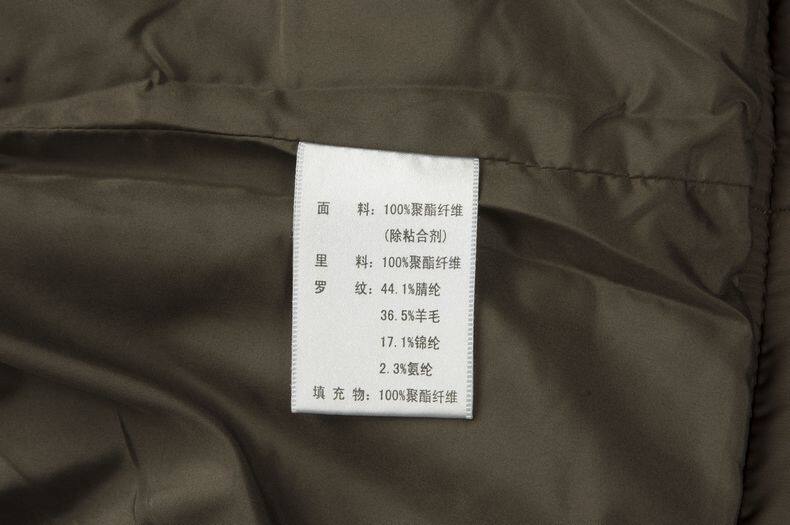 面 料：100%聚酯纤维
(除粘合剂)
里 料：100%聚酯纤维
罗 纹：44.1%腈纶
36.5%羊毛
17.1%锦纶
2.3%氨纶
填充物：100%聚酯纤维